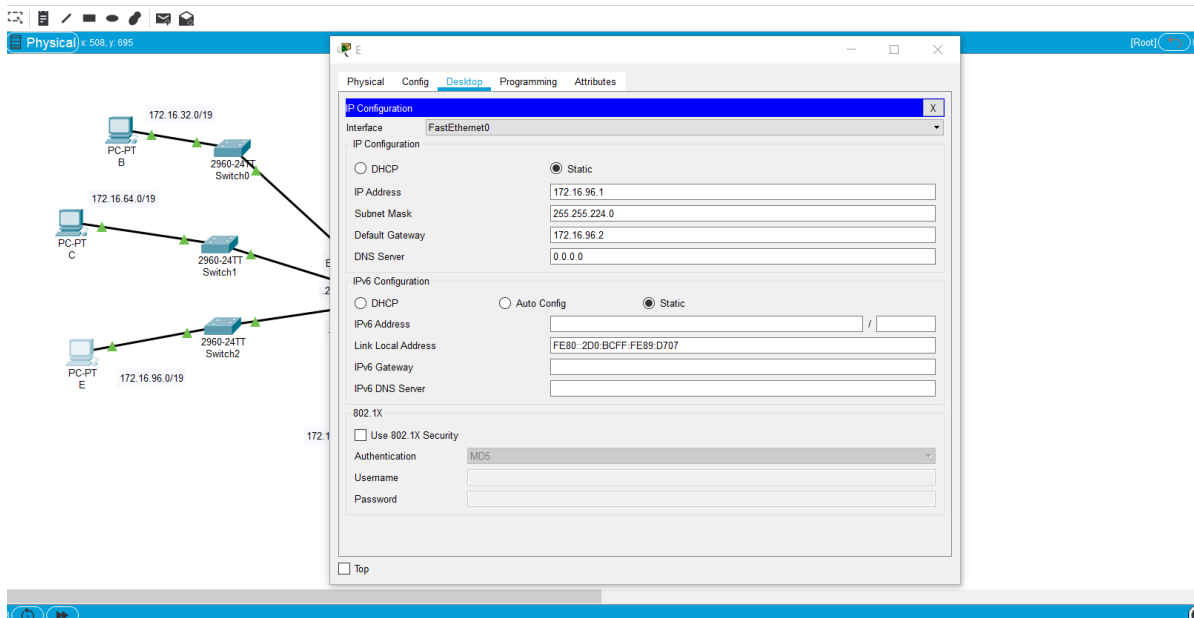 Physical x: 508, y: 695
[Root]
E
Physical Config Desktop Programming Attributes
IP Configuration
X
Interface FastEthernet0
IP Configuration
DHCP Static
IP Address 172.16.96.1
Subnet Mask 255.255.224.0
Default Gateway 172.16.96.2
DNS Server 0.0.0.0
IPv6 Configuration
DHCP Auto Config Static
IPv6 Address /
Link Local Address FE80::2D0:BCFF:FE89:D707
IPv6 Gateway
IPv6 DNS Server
802.1X
Use 802.1X Security
Authentication MD5
Username
Password
Top
172.16.32.0/19
PC-PT
B
2960-24TT
Switch0
172.16.64.0/19
PC-PT
C
2960-24TT
Switch1
E
.2
2960-24TT
Switch2
PC-PT
E
172.16.96.0/19
172.1